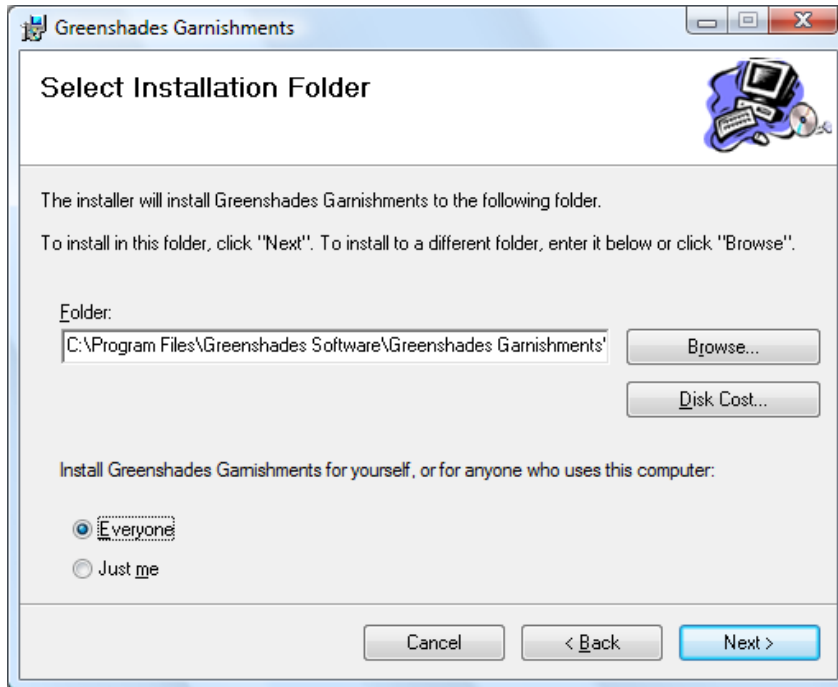 Greenshades Garnishments
Select Installation Folder
The installer will install Greenshades Garnishments to the following folder.
To install in this folder, click "Next". To install to a different folder, enter it below or click "Browse".
Folder:
C:\Program Files\Greenshades Software\Greenshades Garnishments\
Browse...
Disk Cost...
Install Greenshades Garnishments for yourself, or for anyone who uses this computer:
Everyone
Just me
Cancel
< Back
Next >